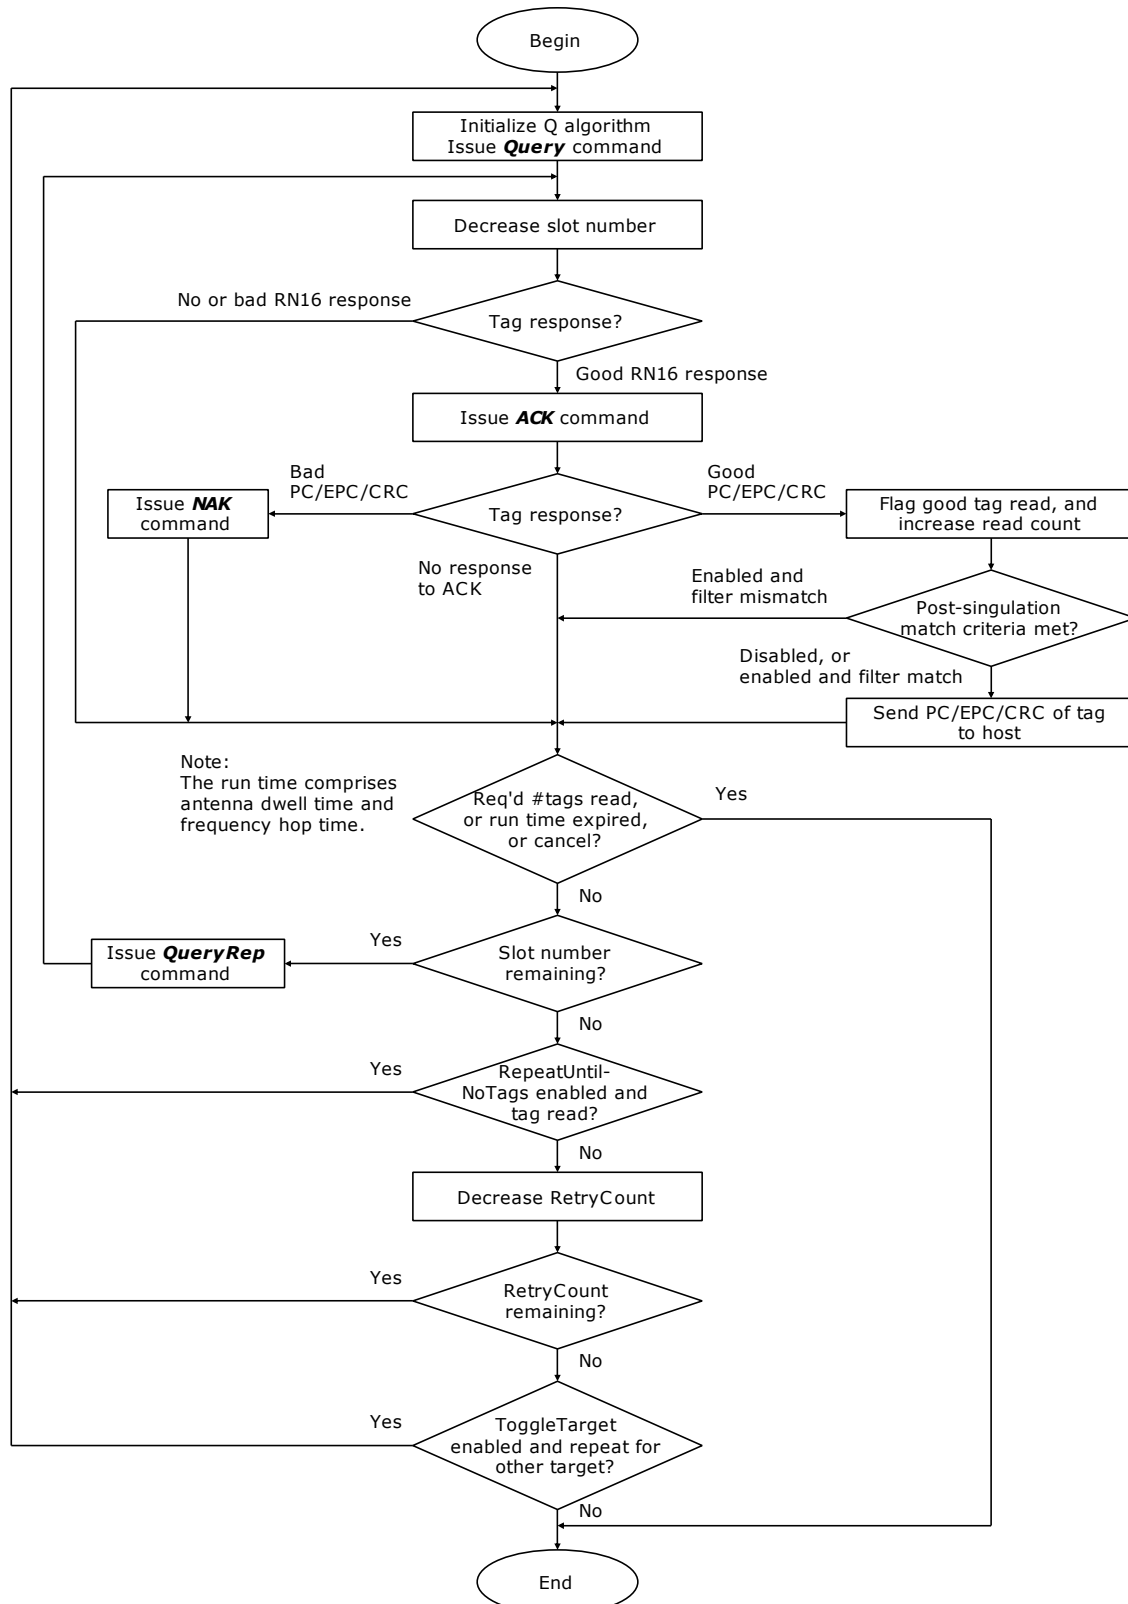 Begin
Initialize Q algorithm
Issue Query command
Decrease slot number
No or bad RN16 response
Tag response?
Good RN16 response
Issue ACK command
Bad
PC/EPC/CRC
Good
PC/EPC/CRC
Issue NAK
command
Tag response?
Flag good tag read, and
increase read count
No response
to ACK
Enabled and
filter mismatch
Post-singulation
match criteria met?
Disabled, or
enabled and filter match
Send PC/EPC/CRC of tag
to host
Note:
The run time comprises
antenna dwell time and
frequency hop time.
Req'd #tags read,
or run time expired,
or cancel?
Yes
No
Issue QueryRep
command
Yes
Slot number
remaining?
No
Yes
RepeatUntil-
NoTags enabled and
tag read?
No
Decrease RetryCount
Yes
RetryCount
remaining?
No
Yes
ToggleTarget
enabled and repeat for
other target?
No
End